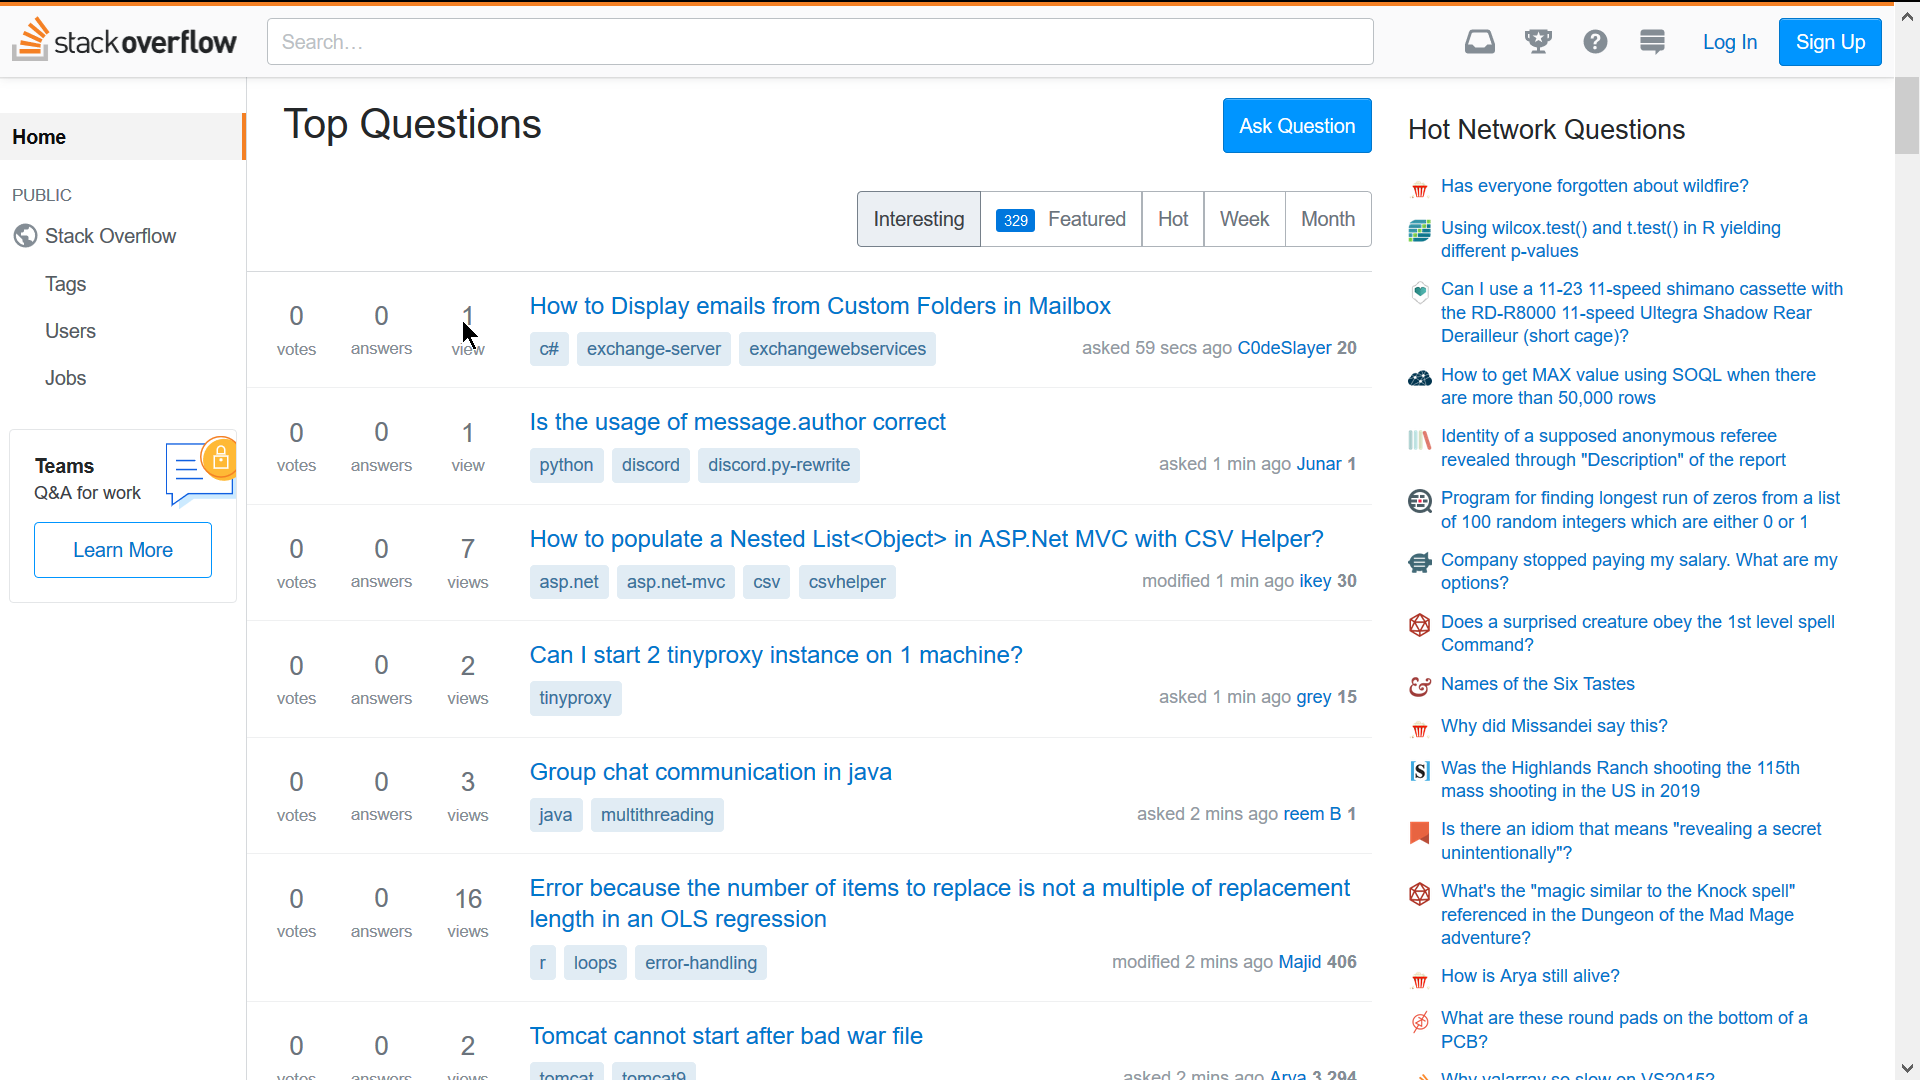 stackoverflow
Search…
Log In
Sign Up
Home
PUBLIC
Stack Overflow
Tags
Users
Jobs
Teams
Q&A for work
Learn More
Top Questions
Ask Question
Interesting
329 Featured
Hot
Week
Month
0 votes
0 answers
1 view
How to Display emails from Custom Folders in Mailbox
c# exchange-server exchangewebservices
asked 59 secs ago C0deSlayer 20
0 votes
0 answers
1 view
Is the usage of message.author correct
python discord discord.py-rewrite
asked 1 min ago Junar 1
0 votes
0 answers
7 views
How to populate a Nested List<Object> in ASP.Net MVC with CSV Helper?
asp.net asp.net-mvc csv csvhelper
modified 1 min ago ikey 30
0 votes
0 answers
2 views
Can I start 2 tinyproxy instance on 1 machine?
tinyproxy
asked 1 min ago grey 15
0 votes
0 answers
3 views
Group chat communication in java
java multithreading
asked 2 mins ago reem B 1
0 votes
0 answers
16 views
Error because the number of items to replace is not a multiple of replacement
length in an OLS regression
r loops error-handling
modified 2 mins ago Majid 406
0 votes
0 answers
2 views
Tomcat cannot start after bad war file
tomcat tomcat9
asked 2 mins ago Arya 3,294
Hot Network Questions
Has everyone forgotten about wildfire?
Using wilcox.test() and t.test() in R yielding
different p-values
Can I use a 11-23 11-speed shimano cassette with
the RD-R8000 11-speed Ultegra Shadow Rear
Derailleur (short cage)?
How to get MAX value using SOQL when there
are more than 50,000 rows
Identity of a supposed anonymous referee
revealed through "Description" of the report
Program for finding longest run of zeros from a list
of 100 random integers which are either 0 or 1
Company stopped paying my salary. What are my
options?
Does a surprised creature obey the 1st level spell
Command?
Names of the Six Tastes
Why did Missandei say this?
Was the Highlands Ranch shooting the 115th
mass shooting in the US in 2019
Is there an idiom that means "revealing a secret
unintentionally"?
What's the "magic similar to the Knock spell"
referenced in the Dungeon of the Mad Mage
adventure?
How is Arya still alive?
What are these round pads on the bottom of a
PCB?
Why valarray so slow on VS2015?